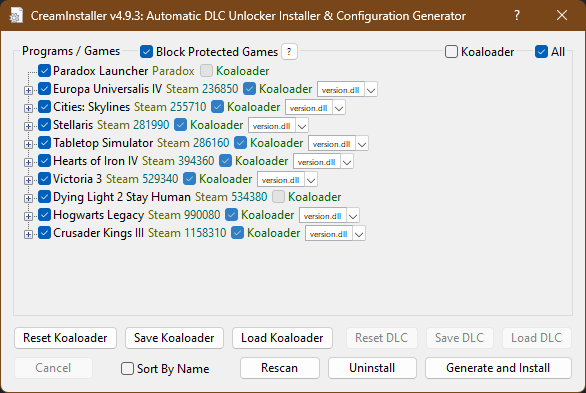 CreamInstaller v4.9.3: Automatic DLC Unlocker Installer & Configuration Generator ? ×
Programs / Games Block Protected Games ? Koaloader All
Paradox Launcher Paradox Koaloader
Europa Universalis IV Steam 236850 Koaloader version.dll
Cities: Skylines Steam 255710 Koaloader version.dll
Stellaris Steam 281990 Koaloader version.dll
Tabletop Simulator Steam 286160 Koaloader version.dll
Hearts of Iron IV Steam 394360 Koaloader version.dll
Victoria 3 Steam 529340 Koaloader version.dll
Dying Light 2 Stay Human Steam 534380 Koaloader
Hogwarts Legacy Steam 990080 Koaloader version.dll
Crusader Kings III Steam 1158310 Koaloader version.dll
Reset Koaloader Save Koaloader Load Koaloader Reset DLC Save DLC Load DLC
Cancel Sort By Name Rescan Uninstall Generate and Install